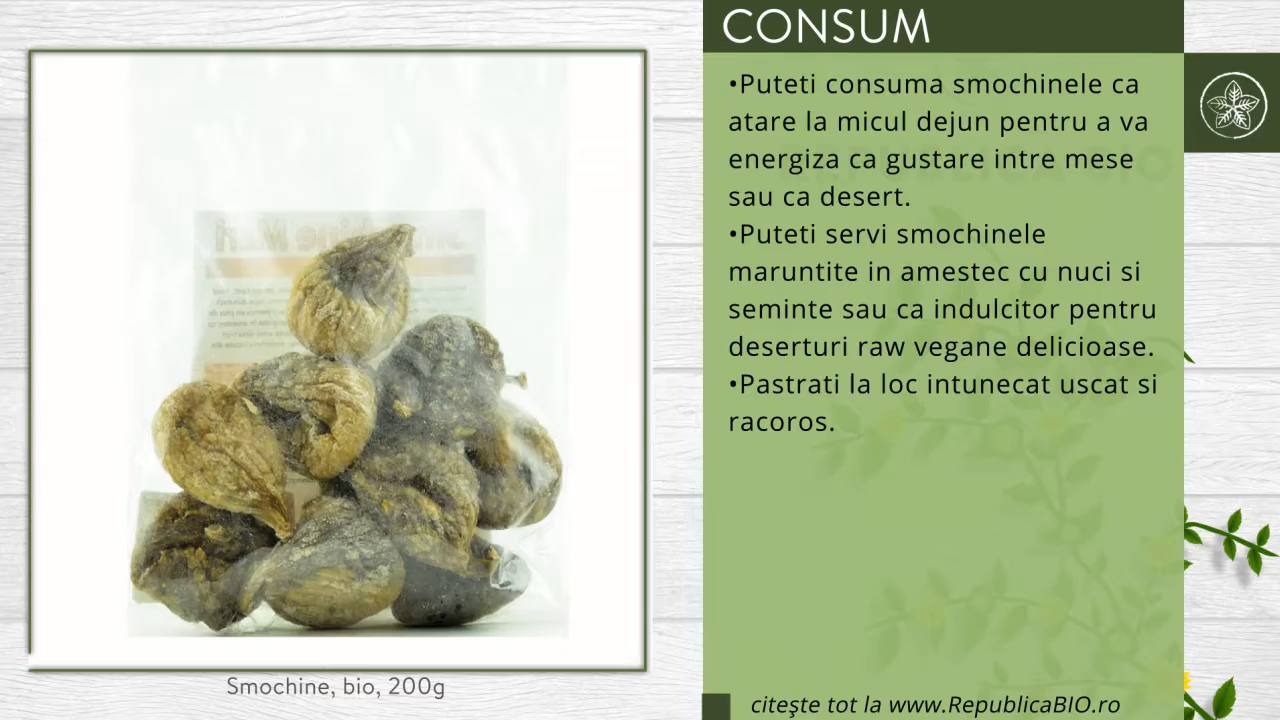 CONSUM
•Puteti consuma smochinele ca
atare la micul dejun pentru a va
energiza ca gustare intre mese
sau ca desert.
•Puteti servi smochinele
maruntite in amestec cu nuci si
seminte sau ca indulcitor pentru
deserturi raw vegane delicioase.
•Pastrati la loc intunecat uscat si
racoros.
Smochine, bio, 200g
citeşte tot la www.RepublicaBIO.ro